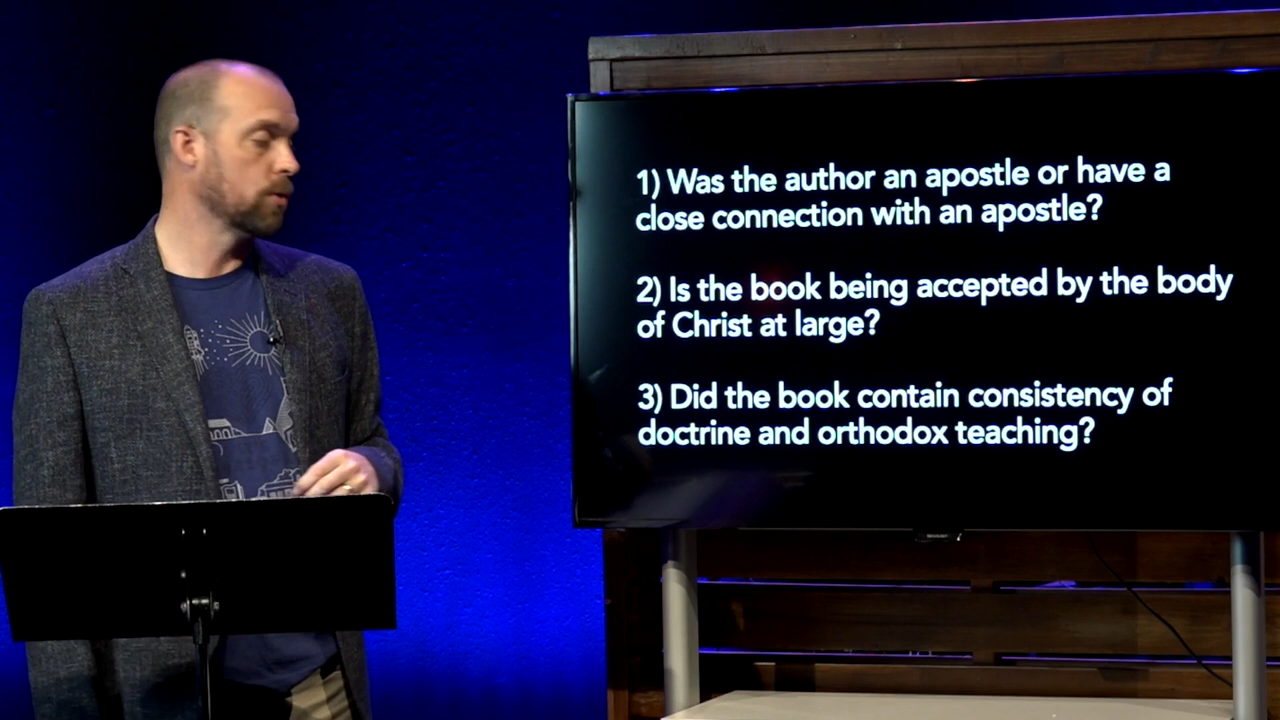 1) Was the author an apostle or have a
close connection with an apostle?
2) Is the book being accepted by the body
of Christ at large?
3) Did the book contain consistency of
doctrine and orthodox teaching?